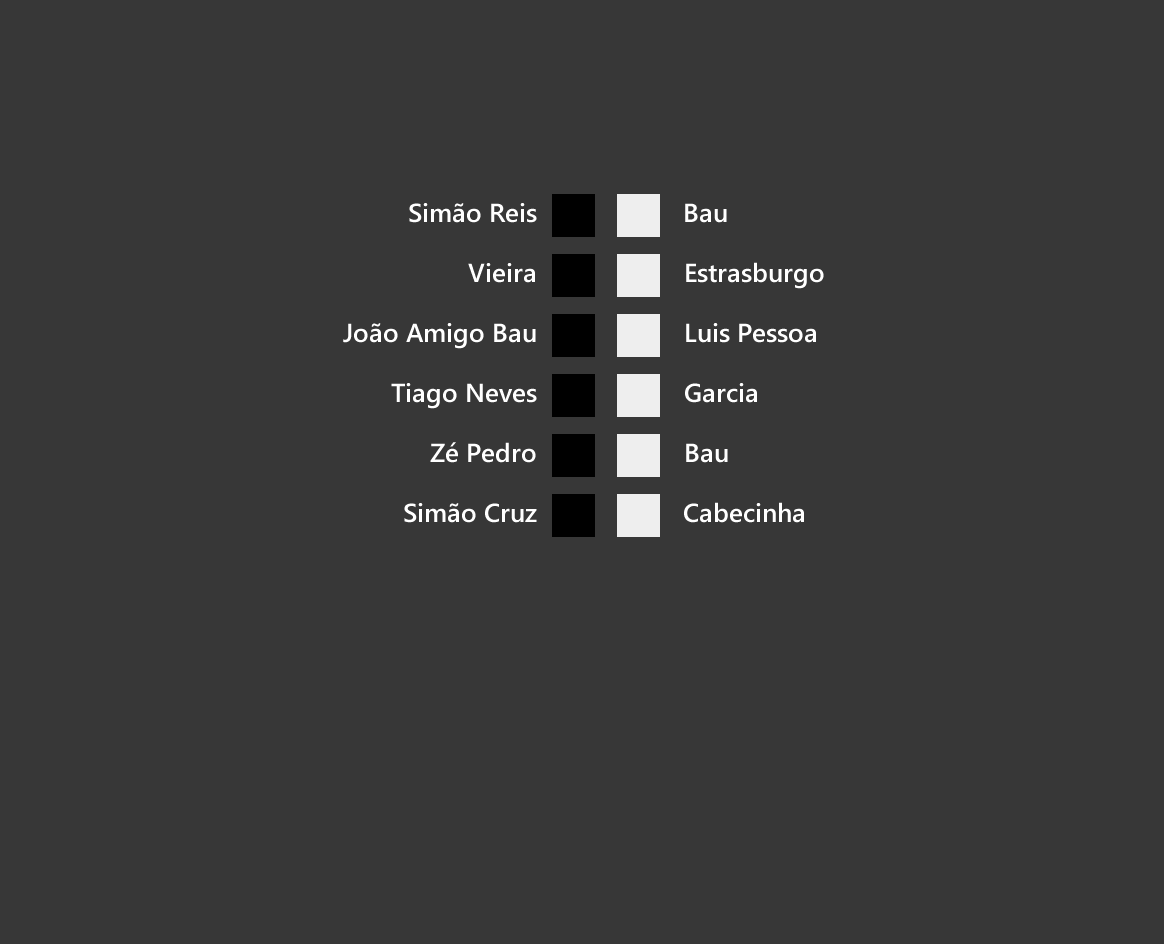 Simão Reis Bau
Vieira Estrasburgo
João Amigo Bau Luis Pessoa
Tiago Neves Garcia
Zé Pedro Bau
Simão Cruz Cabecinha